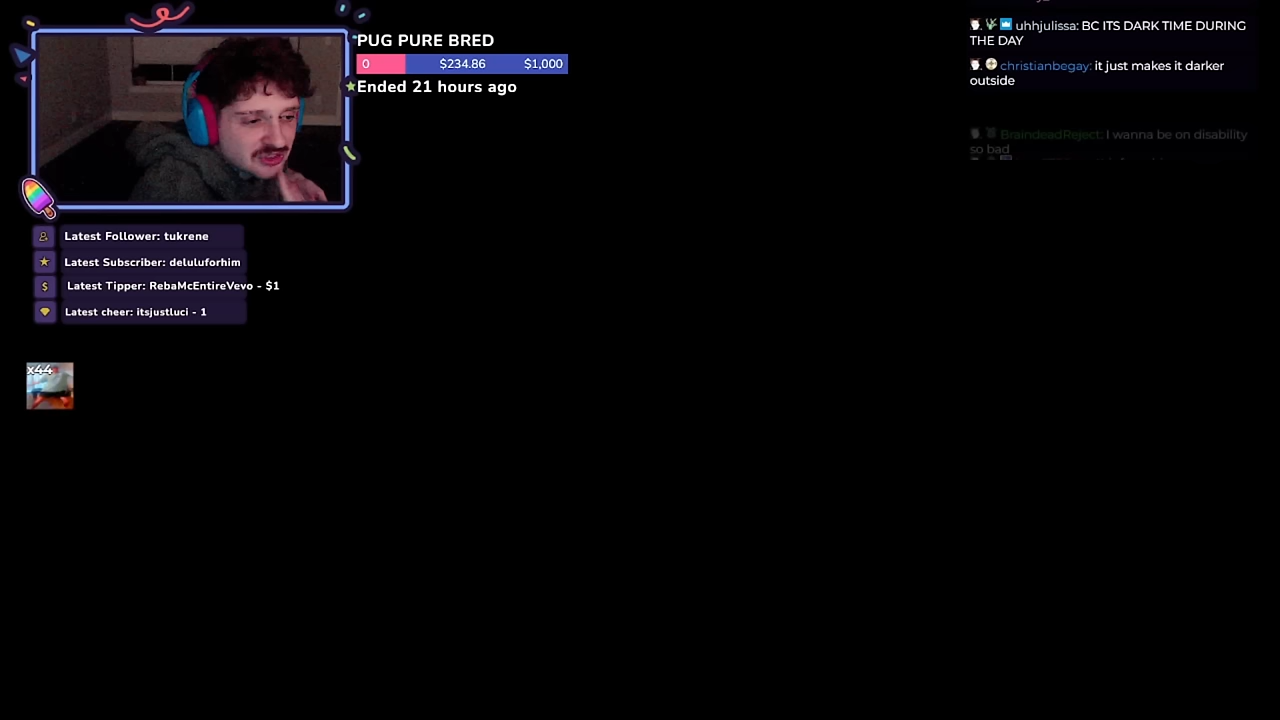 PUG PURE BRED
0 $234.86 $1,000
Ended 21 hours ago
Latest Follower: tukrene
Latest Subscriber: deluluforhim
Latest Tipper: RebaMcEntireVevo - $1
Latest cheer: itsjustluci - 1
x44
uhhjulissa: BC ITS DARK TIME DURING
THE DAY
christianbegay: it just makes it darker
outside
BraindeadReject: I wanna be on disability
so bad